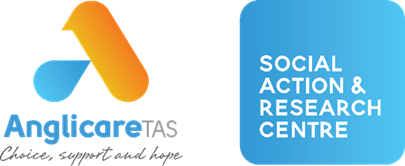 AnglicareTAS
Choice, support and hope
SOCIAL
ACTION &
RESEARCH
CENTRE